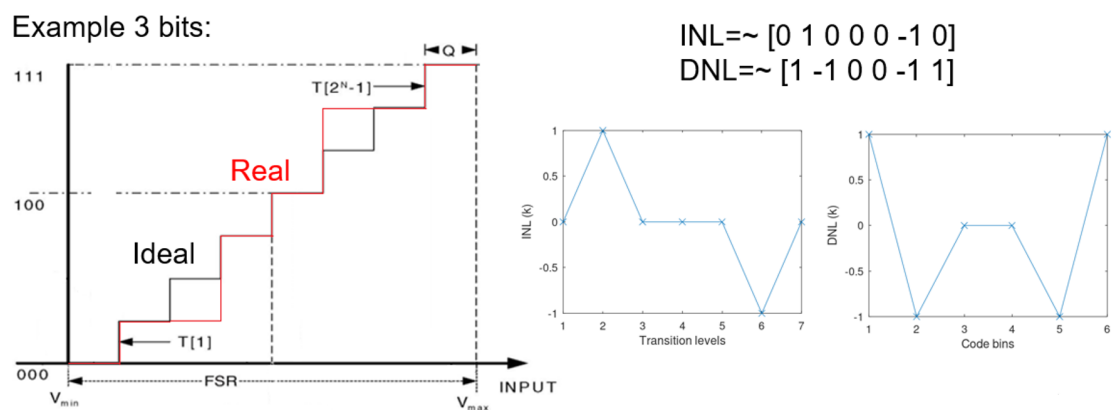 Example 3 bits:
INL=~ [0 1 0 0 0 -1 0]
DNL=~ [1 -1 0 0 -1 1]
Q
111
T[2ᴺ-1]
Real
100
Ideal
T[1]
000
FSR
INPUT
Vmin
Vmax
1
0.5
0
-0.5
-1
INL (k)
1 2 3 4 5 6 7
Transition levels
1
0.5
0
-0.5
-1
DNL (k)
1 2 3 4 5 6
Code bins